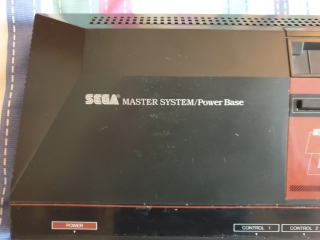 SEGA MASTER SYSTEM/Power Base
POWER
CONTROL 1
CONTROL 2